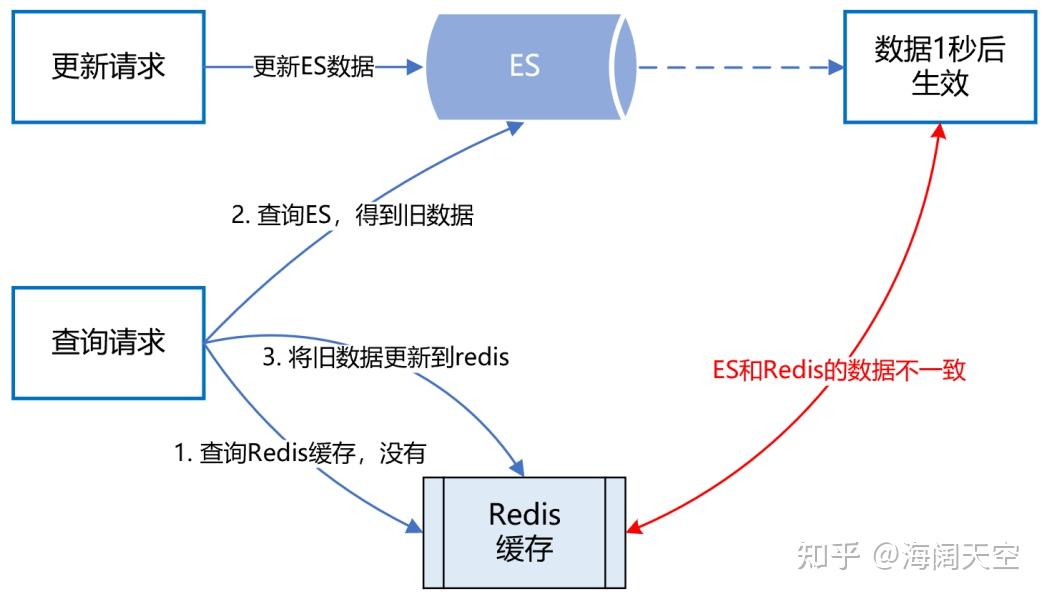 更新请求
更新ES数据
ES
数据1秒后
生效
2. 查询ES，得到旧数据
查询请求
3. 将旧数据更新到redis
ES和Redis的数据不一致
1. 查询Redis缓存，没有
Redis
缓存
知乎 @海阔天空